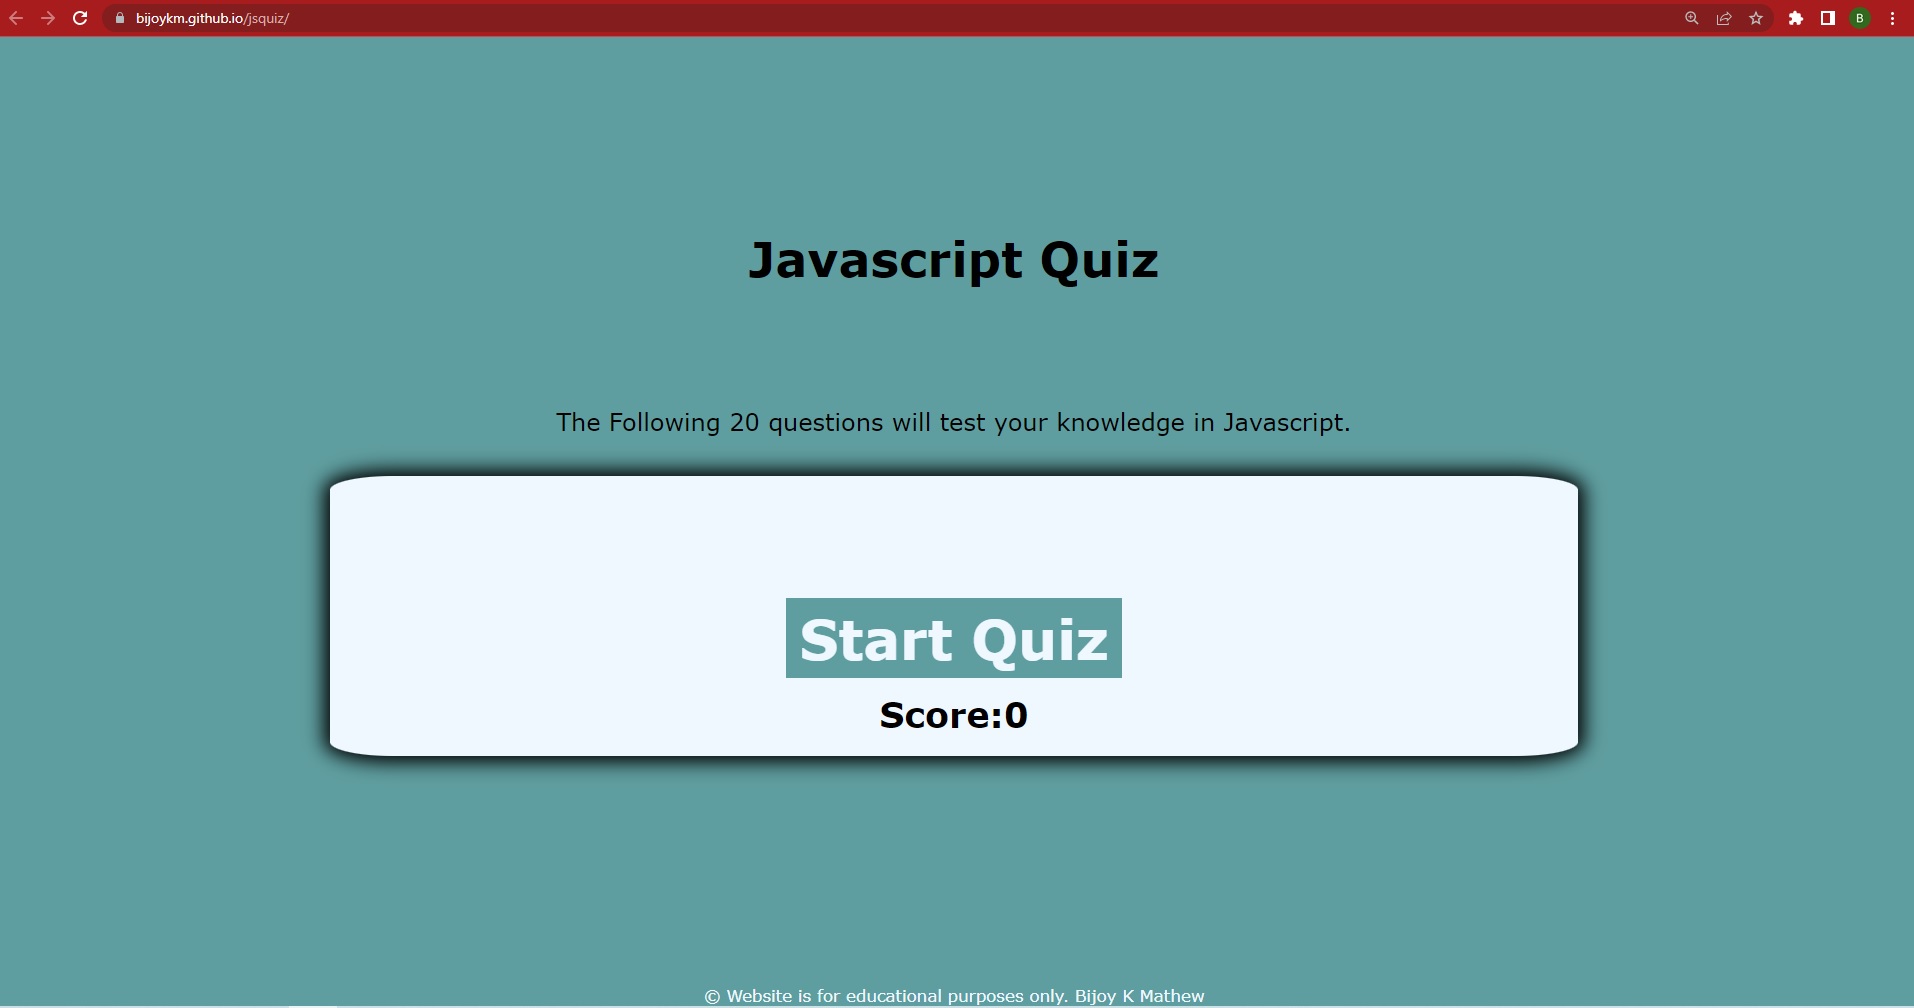 bijoykm.github.io/jsquiz/
B
Javascript Quiz
The Following 20 questions will test your knowledge in Javascript.
Start Quiz
Score:0
© Website is for educational purposes only. Bijoy K Mathew